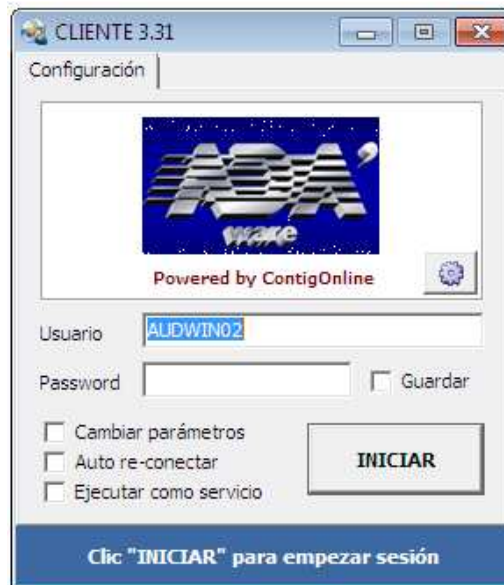 CLIENTE 3.31
Configuración
ADA'
ware
Powered by ContigOnline
Usuario
AUDWIN02
Password
Guardar
Cambiar parámetros
Auto re-conectar
Ejecutar como servicio
INICIAR
Clic "INICIAR" para empezar sesión